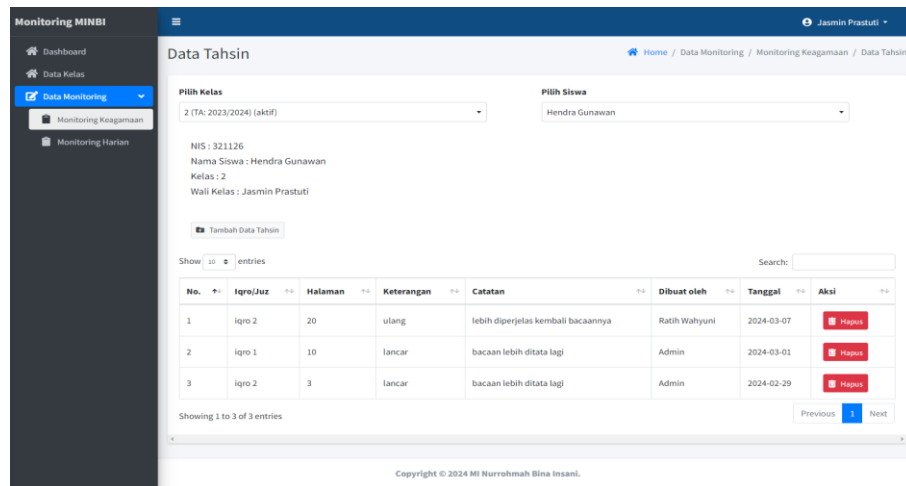 Monitoring MINBI
Jasmin Prastuti
Dashboard
Data Kelas
Data Monitoring
Monitoring Keagamaan
Monitoring Harian
Data Tahsin
Home / Data Monitoring / Monitoring Keagamaan / Data Tahsin
Pilih Kelas Pilih Siswa
2 (TA: 2023/2024) (aktif) Hendra Gunawan
NIS : 321126
Nama Siswa : Hendra Gunawan
Kelas : 2
Wali Kelas : Jasmin Prastuti
Tambah Data Tahsin
Show 10 entries Search:
No. Iqro/Juz Halaman Keterangan Catatan Dibuat oleh Tanggal Aksi
1 iqro 2 20 ulang lebih diperjelas kembali bacaannya Ratih Wahyuni 2024-03-07 Hapus
2 iqro 1 10 lancar bacaan lebih ditata lagi Admin 2024-03-01 Hapus
3 iqro 2 3 lancar bacaan lebih ditata lagi Admin 2024-02-29 Hapus
Showing 1 to 3 of 3 entries Previous 1 Next
Copyright © 2024 MI Nurrohmah Bina Insani.